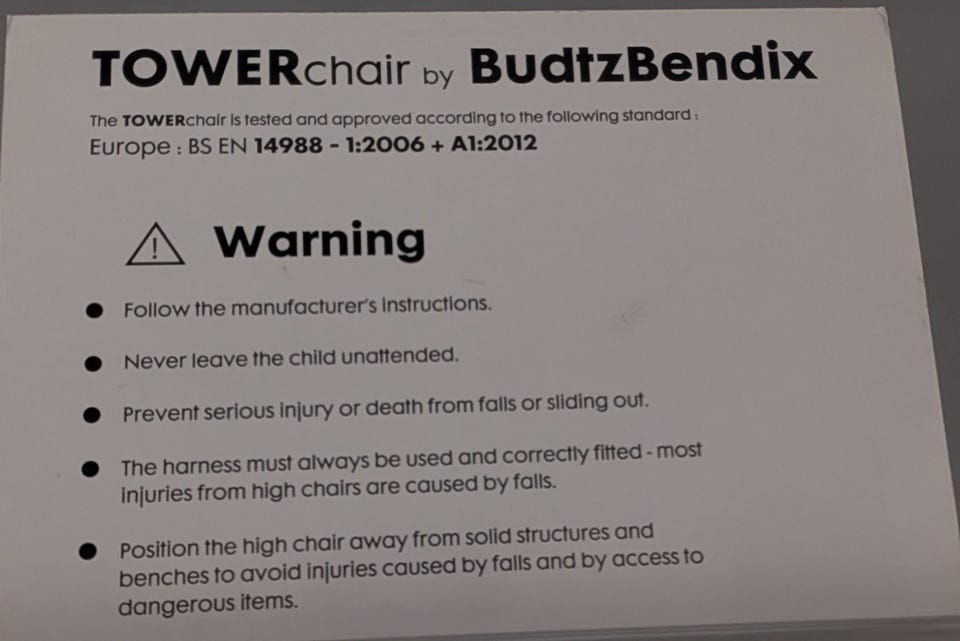 TOWERchair by BudtzBendix
The TOWERchair is tested and approved according to the following standard :
Europe : BS EN 14988 - 1:2006 + A1:2012
Warning
● Follow the manufacturer's instructions.
● Never leave the child unattended.
● Prevent serious injury or death from falls or sliding out.
● The harness must always be used and correctly fitted - most
injuries from high chairs are caused by falls.
● Position the high chair away from solid structures and
benches to avoid injuries caused by falls and by access to
dangerous items.